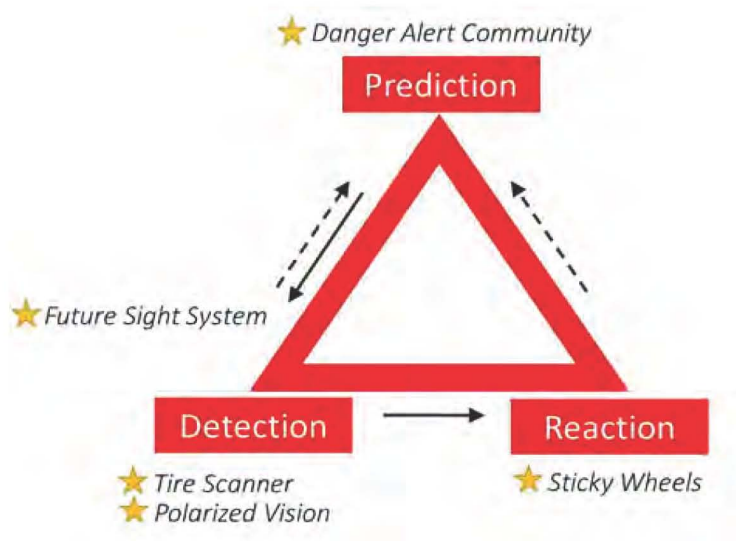 Danger Alert Community
Prediction
Future Sight System
Detection
Reaction
Tire Scanner
Polarized Vision
Sticky Wheels